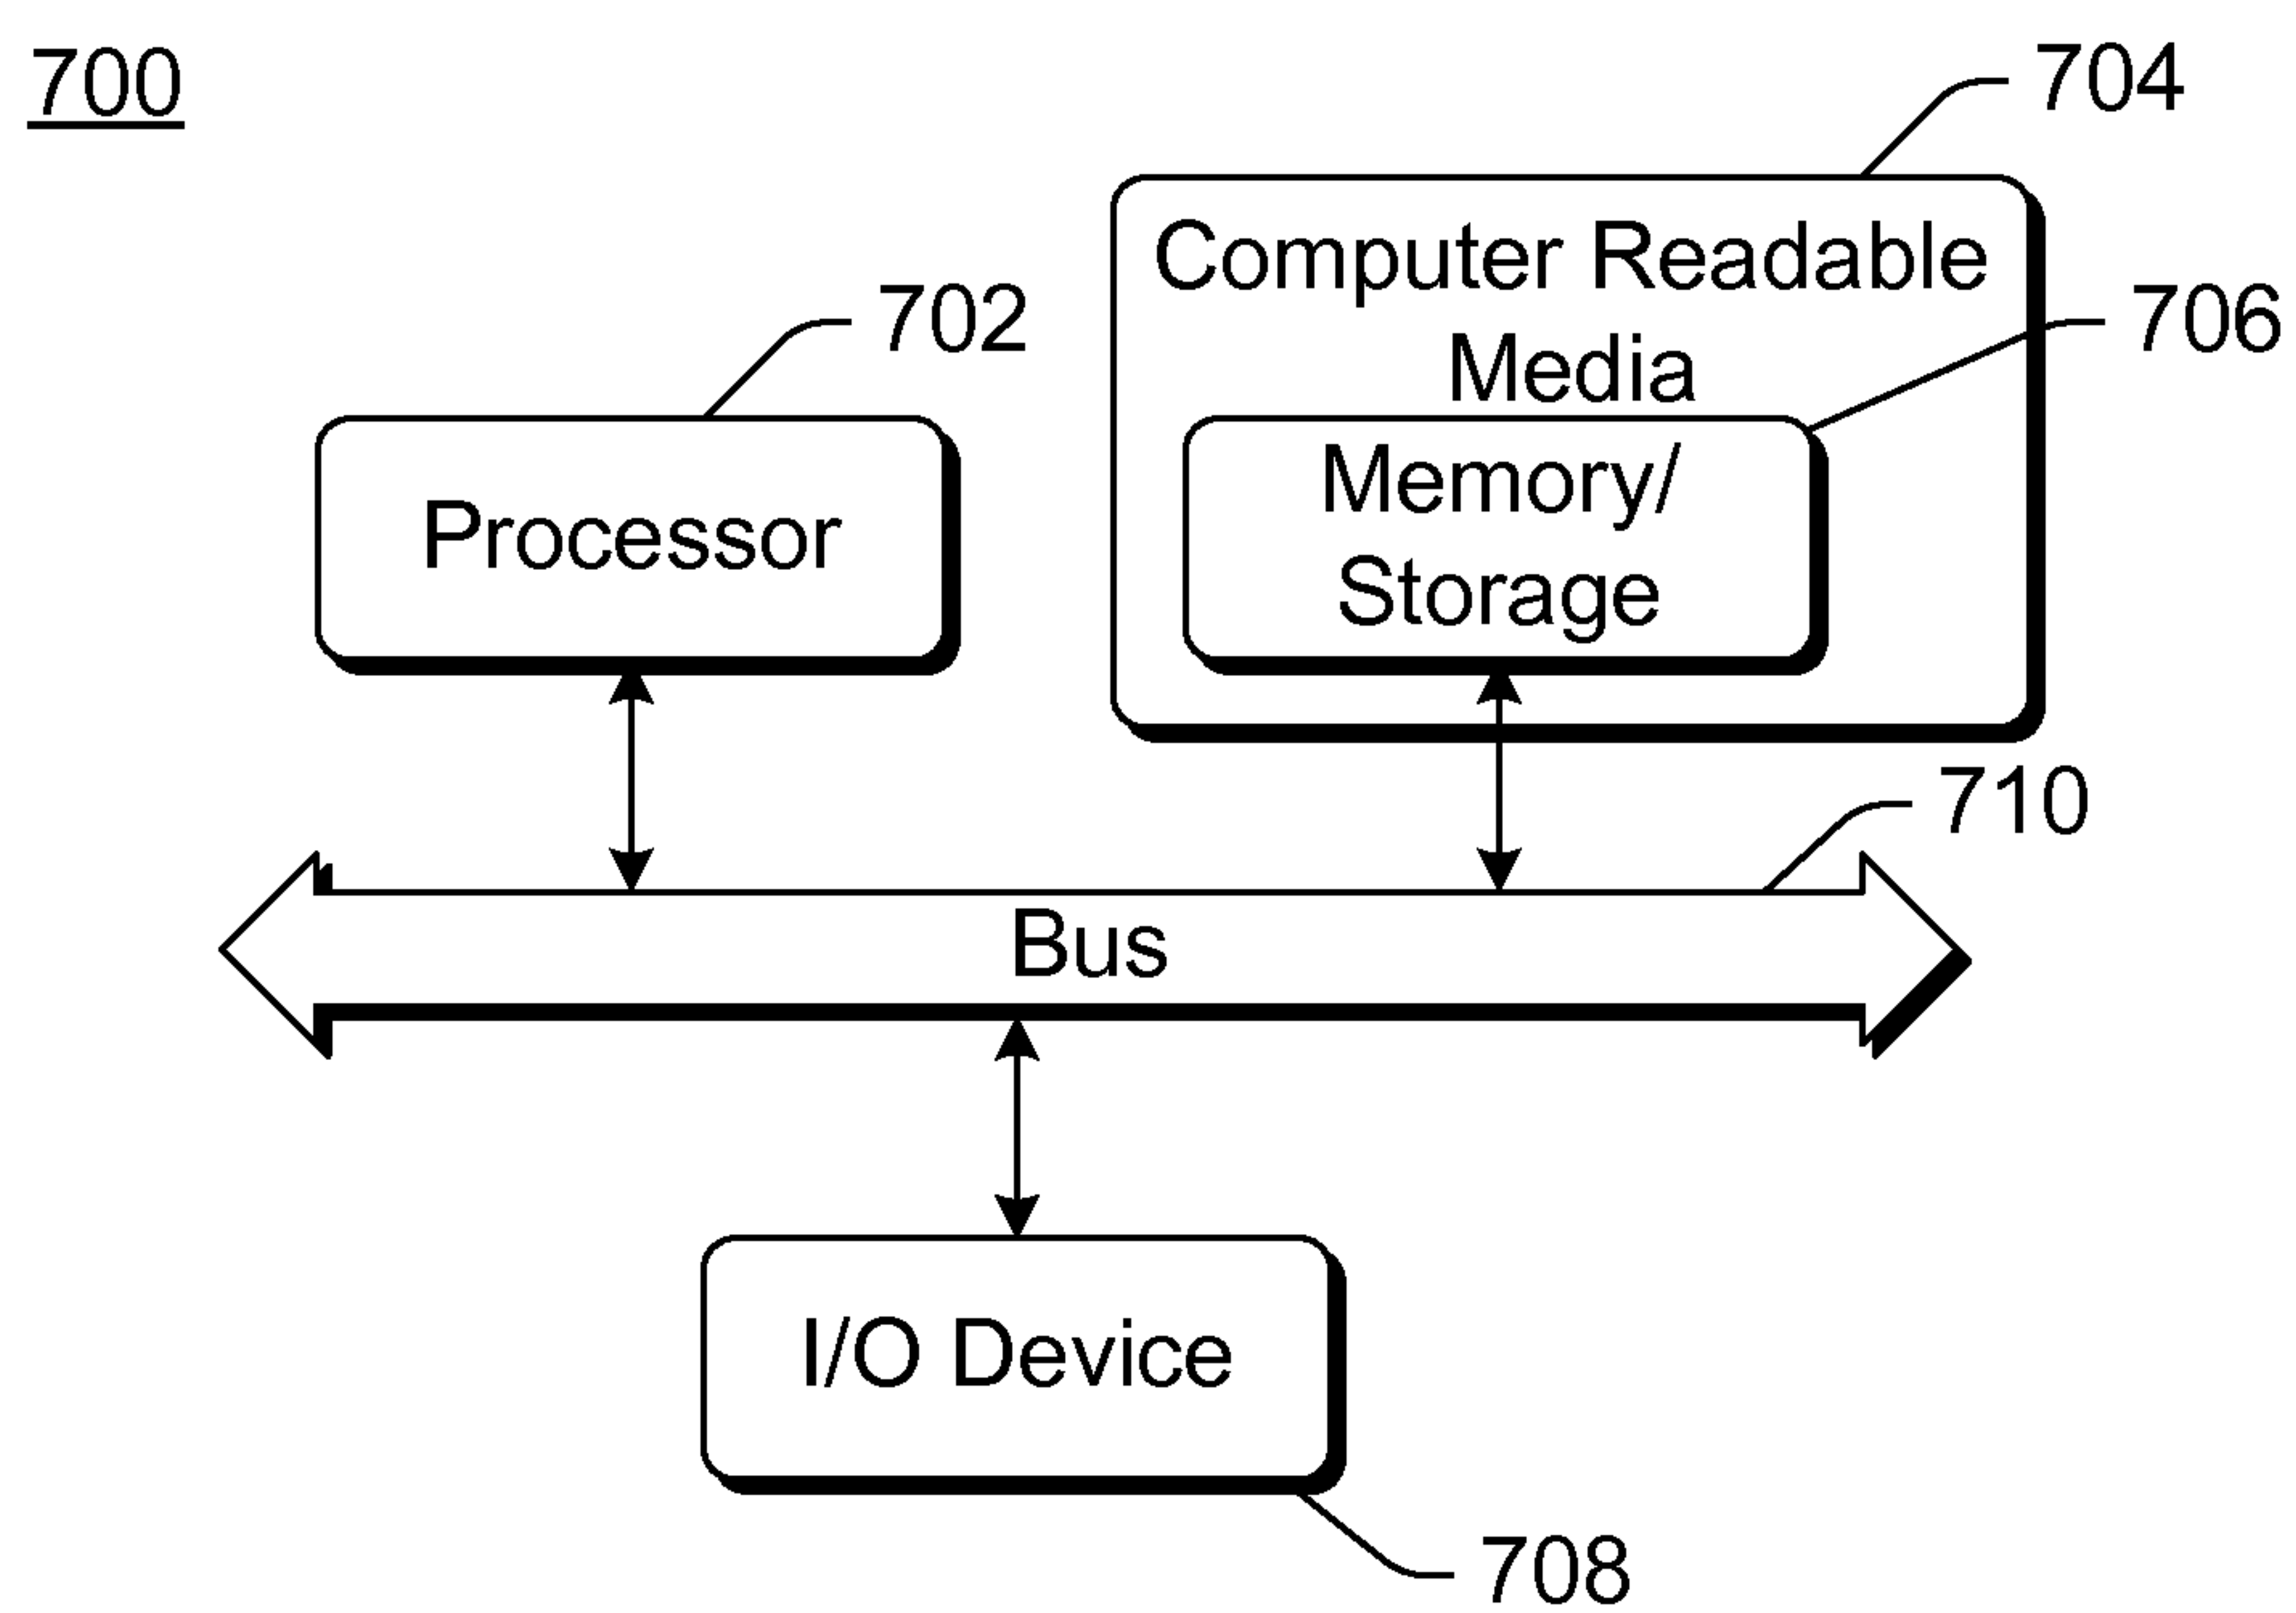 700
704
Computer Readable
Media
706
702
Processor
Memory/
Storage
710
Bus
I/O Device
708